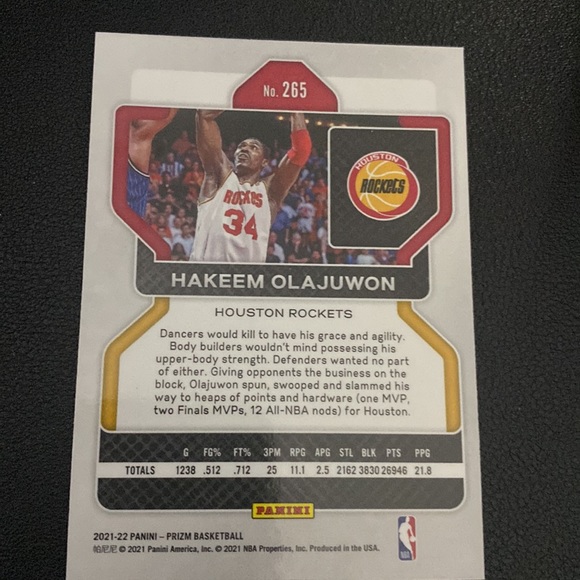 No. 265
ROCKETS
34
HOUSTON
ROCKETS
HAKEEM OLAJUWON
HOUSTON ROCKETS
Dancers would kill to have his grace and agility.
Body builders wouldn't mind possessing his
upper-body strength. Defenders wanted no part
of either. Giving opponents the business on the
block, Olajuwon spun, swooped and slammed his
way to heaps of points and hardware (one MVP,
two Finals MVPs, 12 All-NBA nods) for Houston.
G FG% FT% 3PM RPG APG STL BLK PTS PPG
TOTALS 1238 .512 .712 25 11.1 2.5 2162 3830 26946 21.8
PANINI
2021-22 PANINI – PRIZM BASKETBALL
帕尼尼 © 2021 Panini America, Inc. © 2021 NBA Properties, Inc. Produced in the USA.